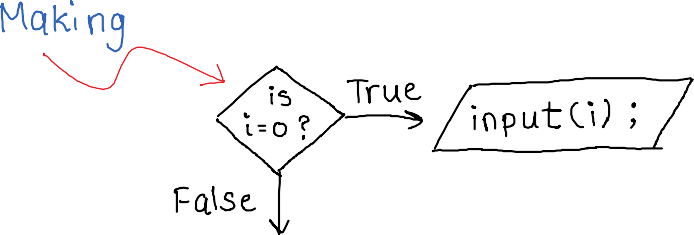 Making
is
i=0 ?
True
input(i) ;
False